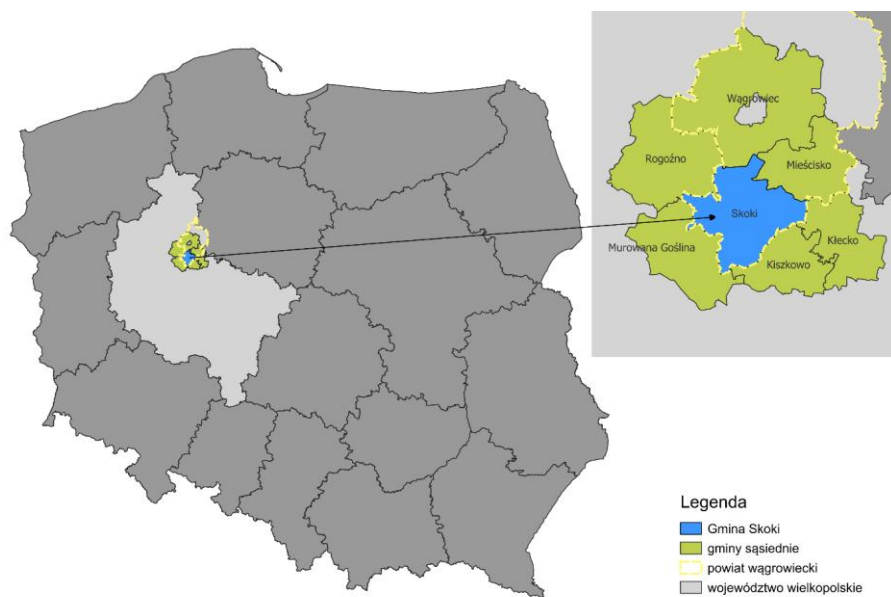 Wągrowiec
Rogoźno
Mieścisko
Skoki
Murowana Goślina
Kłecko
Kiszkowo
Legenda
Gmina Skoki
gminy sąsiednie
powiat wągrowiecki
województwo wielkopolskie